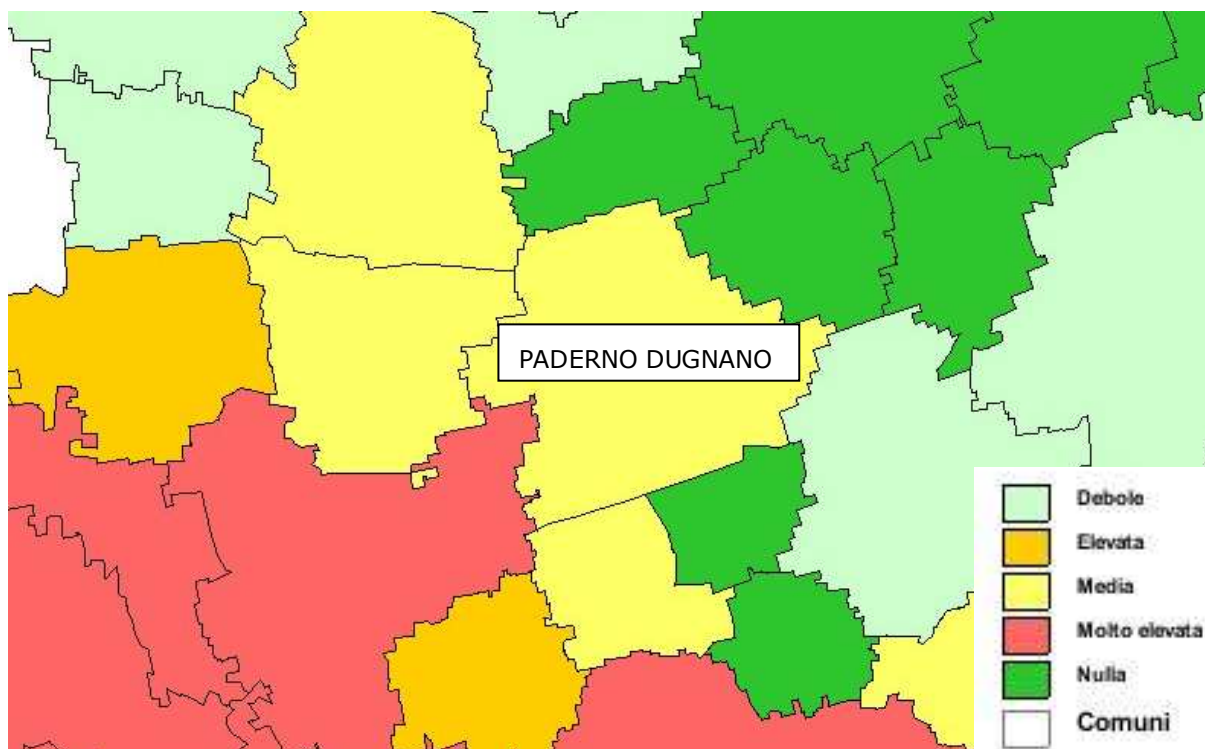 PADERNO DUGNANO
Debole
Elevata
Media
Molto elevata
Nulla
Comuni